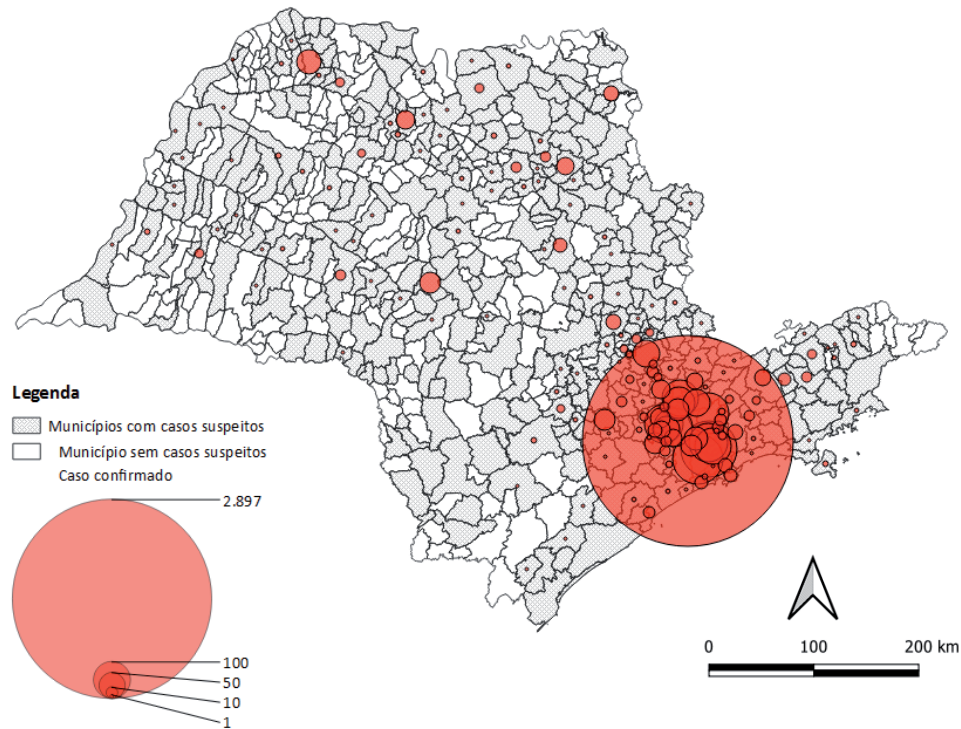 Legenda
Municípios com casos suspeitos
Município sem casos suspeitos
Caso confirmado
2.897
100
50
10
1
0 100 200 km